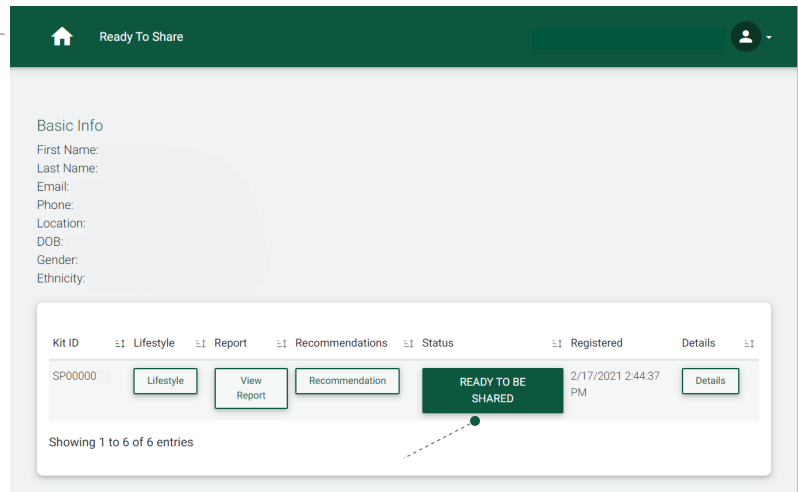 Ready To Share
Basic Info
First Name:
Last Name:
Email:
Phone:
Location:
DOB:
Gender:
Ethnicity:
Kit ID Lifestyle Report Recommendations Status Registered Details
SP00000 Lifestyle View Recommendation READY TO BE 2/17/2021 2:44:37 Details
Report SHARED PM
Showing 1 to 6 of 6 entries